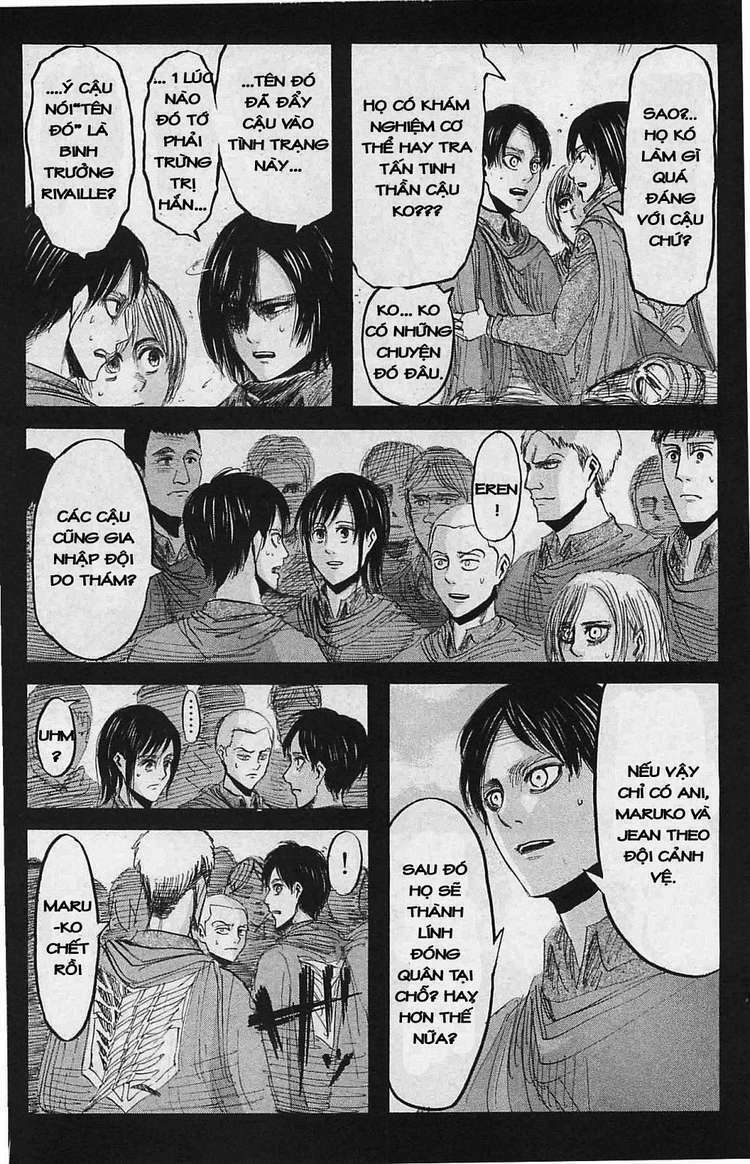 SAO?...
HỌ KÓ
LÀM GÌ
QUÁ
ĐÁNG
VỚI CẬU
CHỨ?
HỌ CÓ KHÁM
NGHIỆM CƠ
THỂ HAY TRA
TẤN TINH
THẦN CẬU
KO???
KO... KO
CÓ NHỮNG
CHUYỆN
ĐÓ ĐÂU.
...TÊN ĐÓ
ĐÃ ĐẨY
CẬU VÀO
TÌNH TRẠNG
NÀY...
... 1 LÚC
NÀO
ĐÓ TỚ
PHẢI
TRỪNG
TRỊ
HẮN...
....Ý CẬU
NÓI "TÊN
ĐÓ" LÀ
BINH
TRƯỞNG
RIVAILLE?
EREN
!
CÁC CẬU
CŨNG GIA
NHẬP ĐỘI
DO THÁM?
.....
UHM
?
NẾU VẬY
CHỈ CÓ ANI,
MARUKO VÀ
JEAN THEO
ĐỘI CẢNH
VỆ.
SAU ĐÓ
HỌ SẼ
THÀNH
LÍNH
ĐÓNG
QUÂN TẠI
CHỖ? HAY
HƠN THẾ
NỮA?
!
MARU
-KO
CHẾT
RỒI